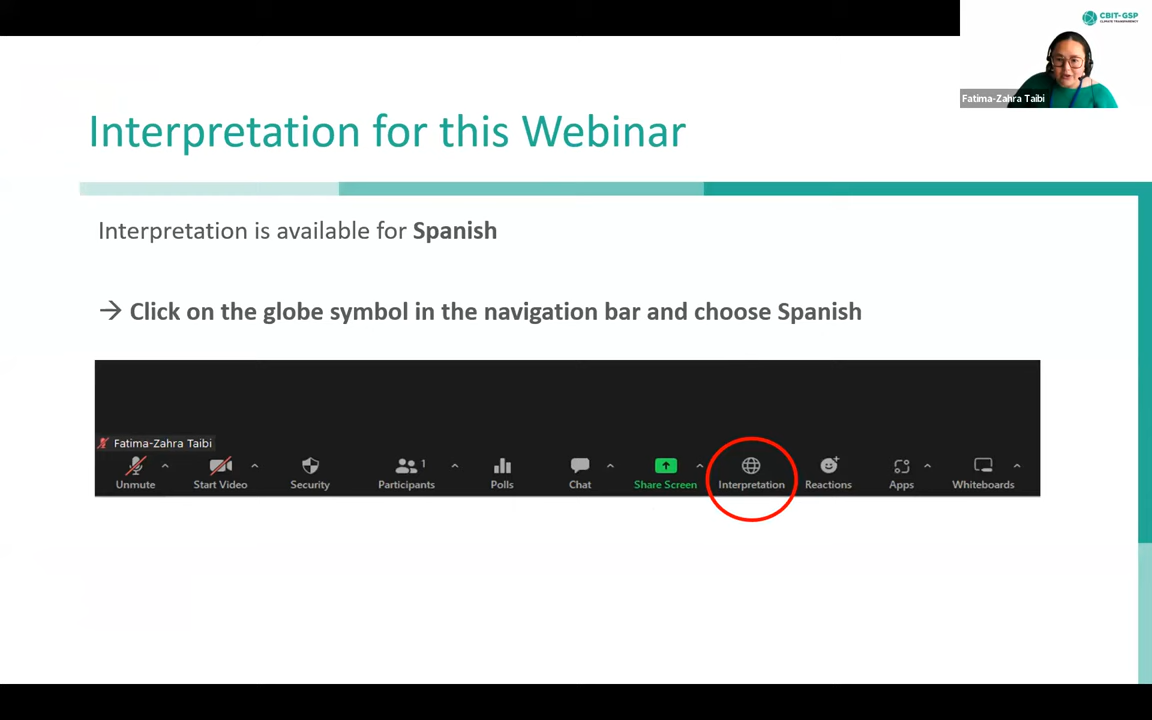 CBIT-GSP
CLIMATE TRANSPARENCY
Fatima-Zahra Taibi
Interpretation for this Webinar
Interpretation is available for Spanish
→ Click on the globe symbol in the navigation bar and choose Spanish
Fatima-Zahra Taibi
1
Unmute Start Video Security Participants Polls Chat Share Screen Interpretation Reactions Apps Whiteboards